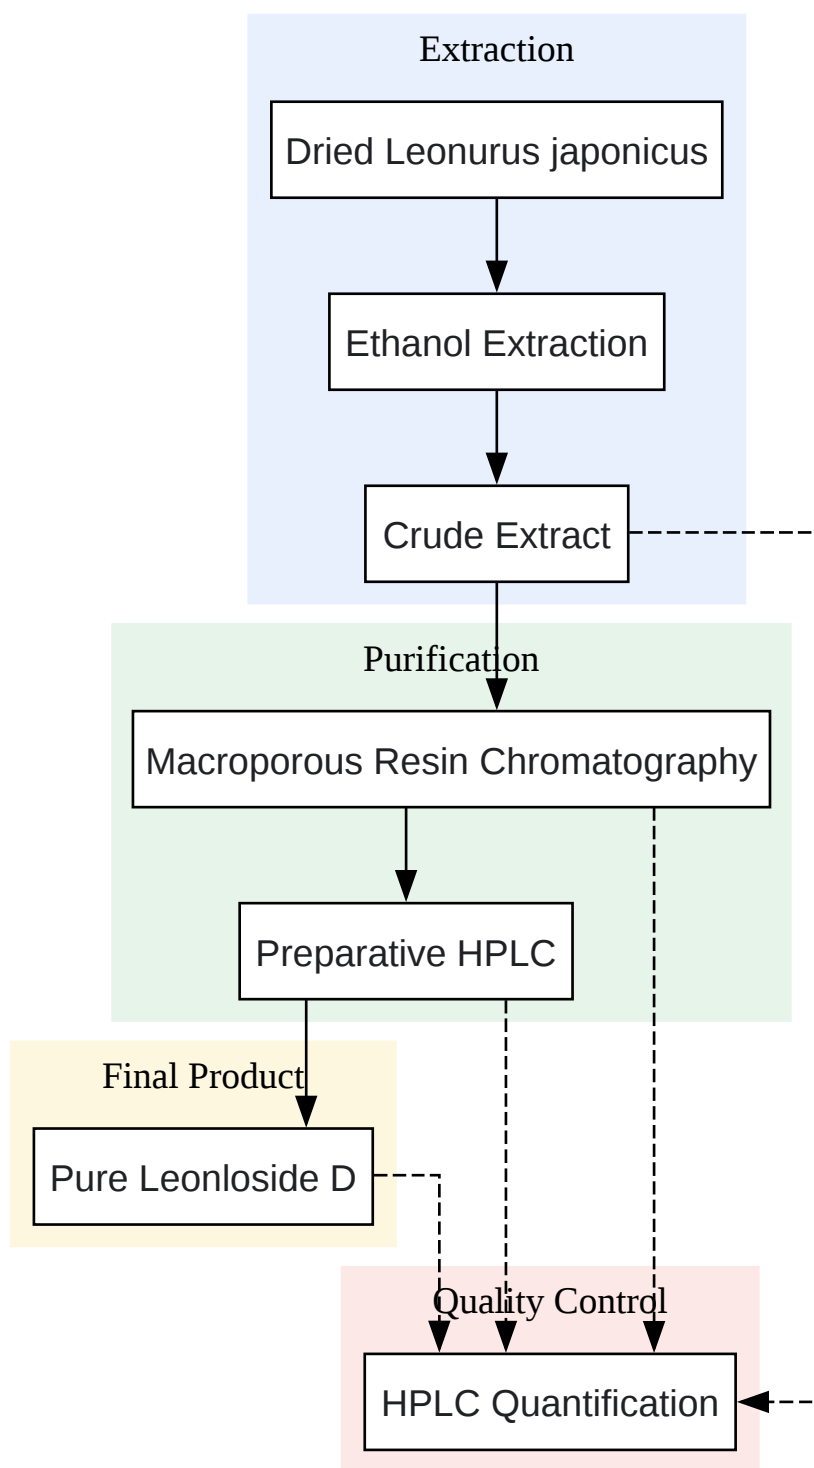 Extraction
Dried Leonurus japonicus
Ethanol Extraction
Crude Extract
Purification
Macroporous Resin Chromatography
Preparative HPLC
Final Product
Pure Leonloside D
Quality Control
HPLC Quantification